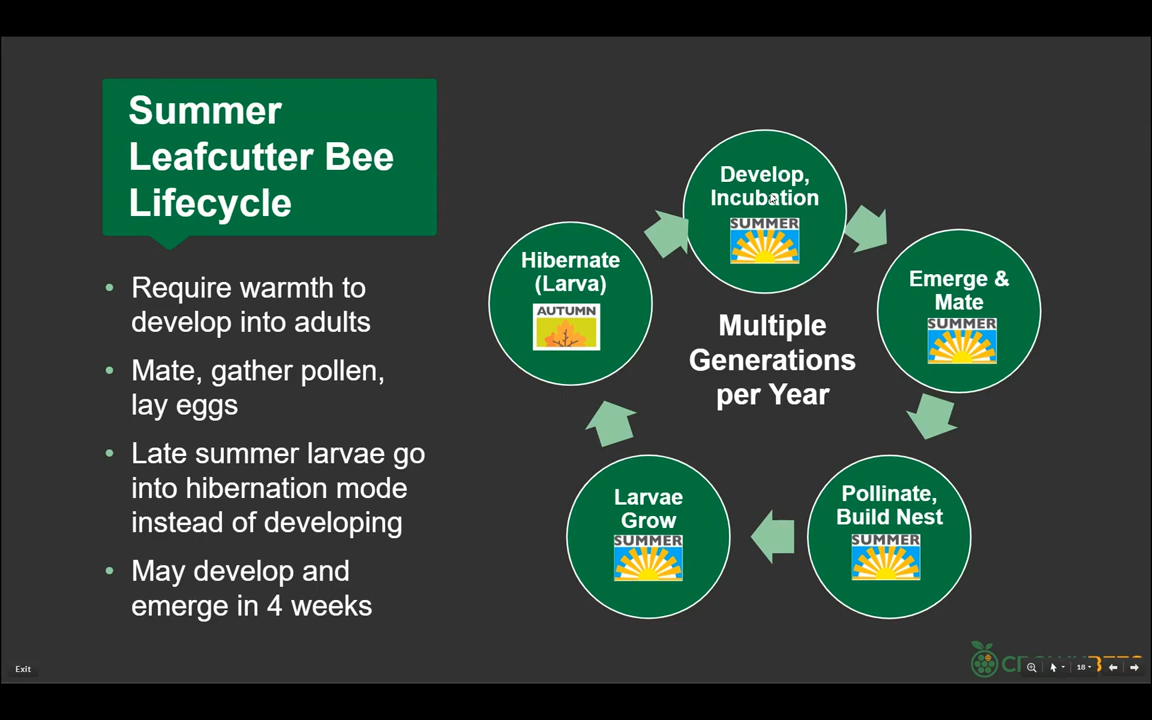 Summer
Leafcutter Bee
Lifecycle
• Require warmth to
develop into adults
• Mate, gather pollen,
lay eggs
• Late summer larvae go
into hibernation mode
instead of developing
• May develop and
emerge in 4 weeks
Develop,
Incubation
SUMMER
Emerge &
Mate
SUMMER
Pollinate,
Build Nest
SUMMER
Larvae
Grow
SUMMER
Hibernate
(Larva)
AUTUMN
Multiple
Generations
per Year
Exit
18